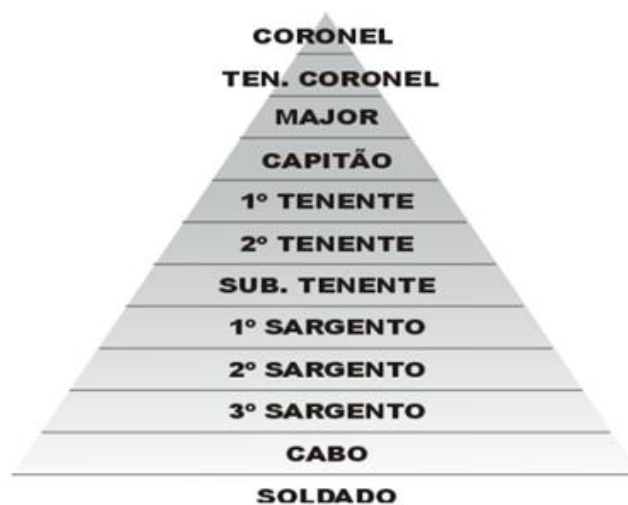 CORONEL
TEN. CORONEL
MAJOR
CAPITÃO
1º TENENTE
2º TENENTE
SUB. TENENTE
1º SARGENTO
2º SARGENTO
3º SARGENTO
CABO
SOLDADO